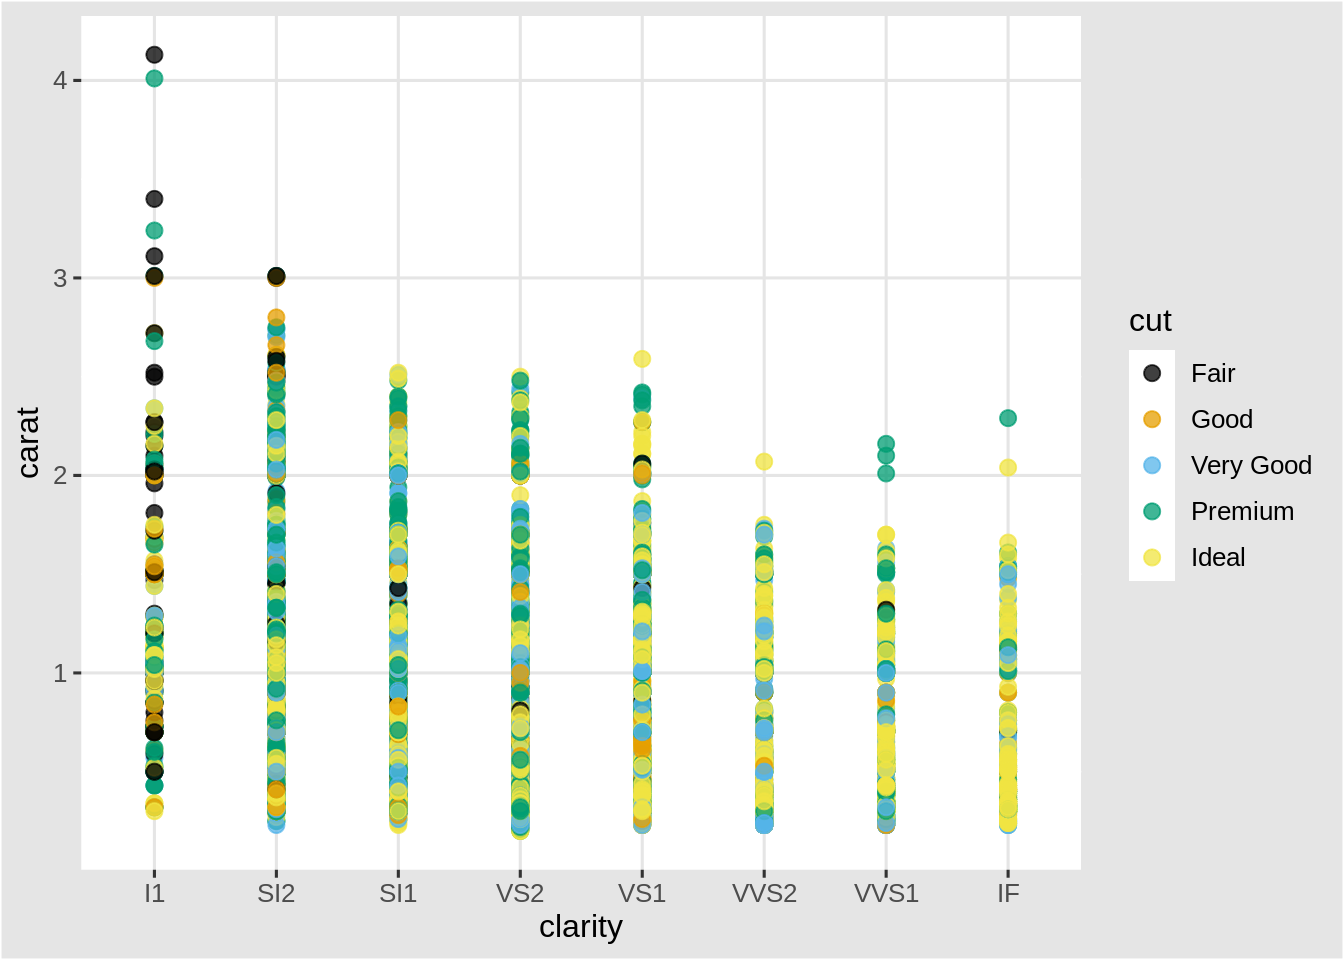 4
3
2
1
carat
I1 SI2 SI1 VS2 VS1 VVS2 VVS1 IF
clarity
cut
Fair
Good
Very Good
Premium
Ideal